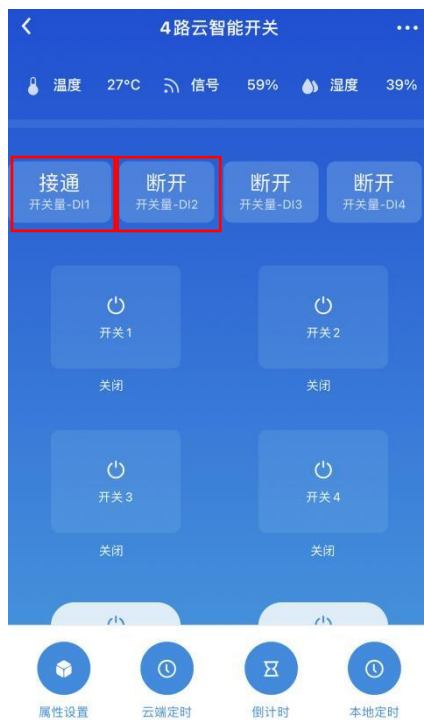 4路云智能开关
温度 27°C 信号 59% 湿度 39%
接通 断开 断开 断开
开关量-DI1 开关量-DI2 开关量-DI3 开关量-DI4
开关1 开关2
关闭 关闭
开关3 开关4
关闭 关闭
属性设置 云端定时 倒计时 本地定时